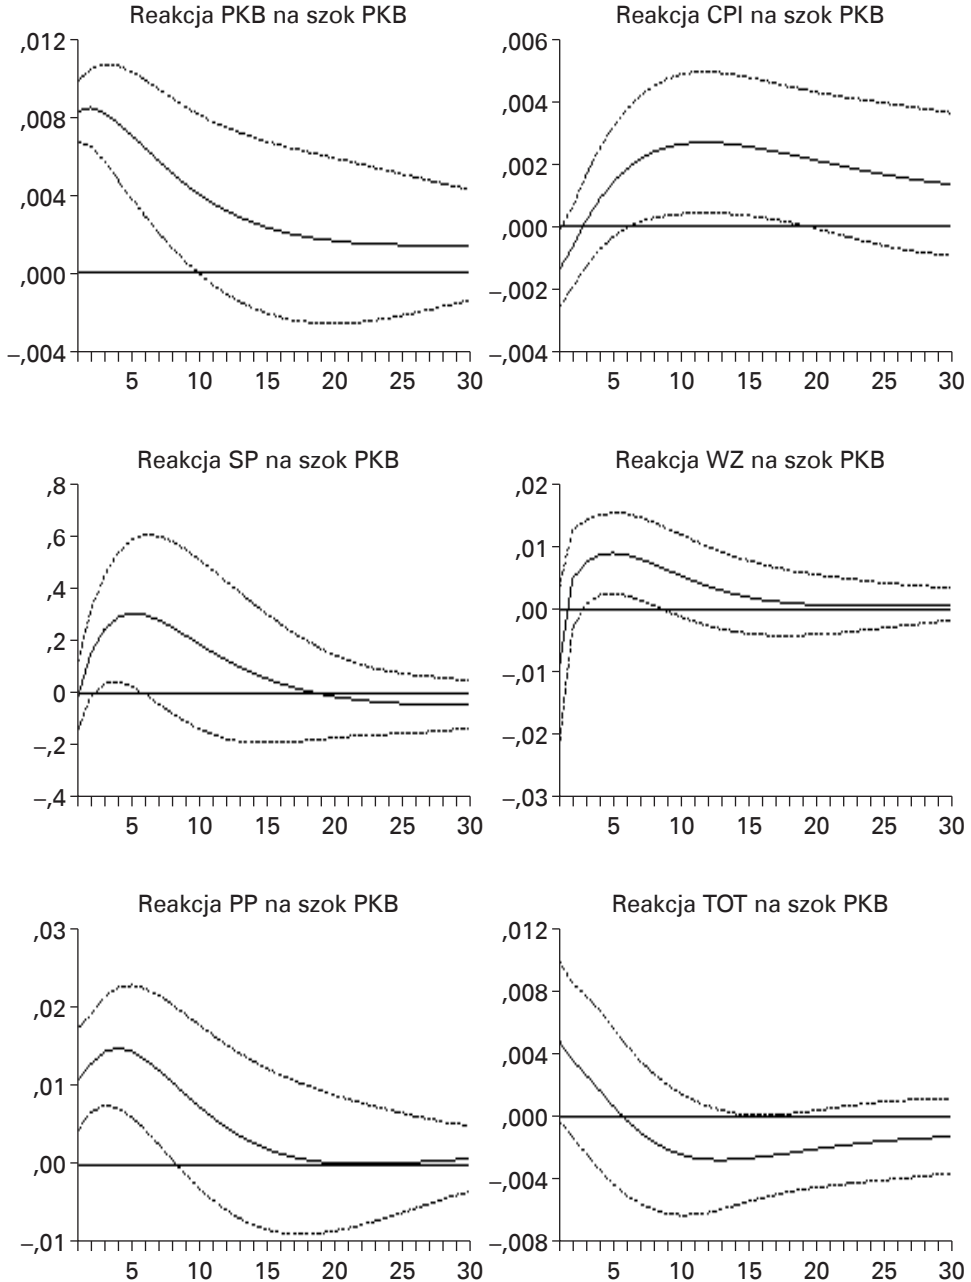 Reakcja PKB na szok PKB
,012
,008
,004
,000
–,004
5 10 15 20 25 30
Reakcja CPI na szok PKB
,006
,004
,002
,000
–,002
–,004
5 10 15 20 25 30
Reakcja SP na szok PKB
,8
,6
,4
,2
0
–,2
–,4
5 10 15 20 25 30
Reakcja WZ na szok PKB
,02
,01
,00
–,01
–,02
–,03
5 10 15 20 25 30
Reakcja PP na szok PKB
,03
,02
,01
,00
–,01
5 10 15 20 25 30
Reakcja TOT na szok PKB
,012
,008
,004
,000
–,004
–,008
5 10 15 20 25 30